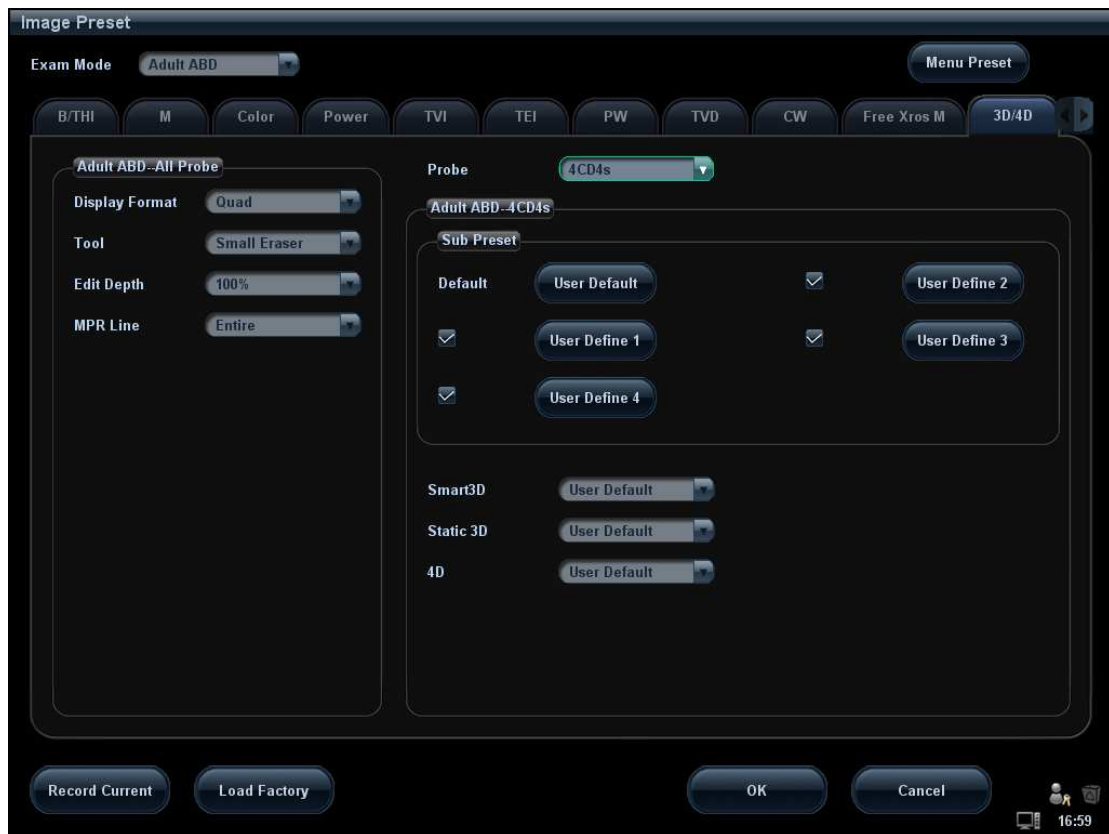 Image Preset
Exam Mode Adult ABD Menu Preset
B/THI M Color Power TVI TEI PW TVD CW Free Xros M 3D/4D
Adult ABD--All Probe
Display Format Quad
Tool Small Eraser
Edit Depth 100%
MPR Line Entire
Probe 4CD4s
Adult ABD--4CD4s
Sub Preset
Default User Default User Define 2
User Define 1 User Define 3
User Define 4
Smart3D User Default
Static 3D User Default
4D User Default
Record Current Load Factory OK Cancel
16:59